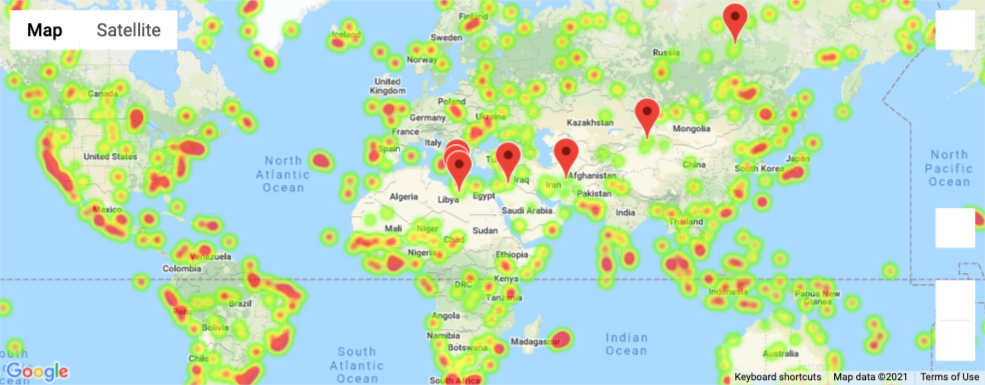 Map
Satellite
Iceland
Finland
Sweden
Norway
Russia
Canada
United
Kingdom
Poland
Germany
Ukraine
Kazakhstan
Mongolia
France
Italy
Spain
United States
North
Atlantic
Ocean
Iraq
Iran
Afghanistan
Pakistan
China
South Korea
Japan
North
Pacific
Ocean
Algeria
Libya
Egypt
Saudi Arabia
India
Mexico
Mali
Niger
Chad
Sudan
Thailand
Nigeria
Ethiopia
Venezuela
Colombia
DRC
Kenya
Tanzania
Indonesia
Papua New
Guinea
Brazil
Peru
Bolivia
Angola
Namibia
Botswana
Madagascar
Indian
Ocean
Australia
Chile
South
Atlantic
Ocean
South Africa
Ocean
Google
Keyboard shortcuts
Map data ©2021
Terms of Use